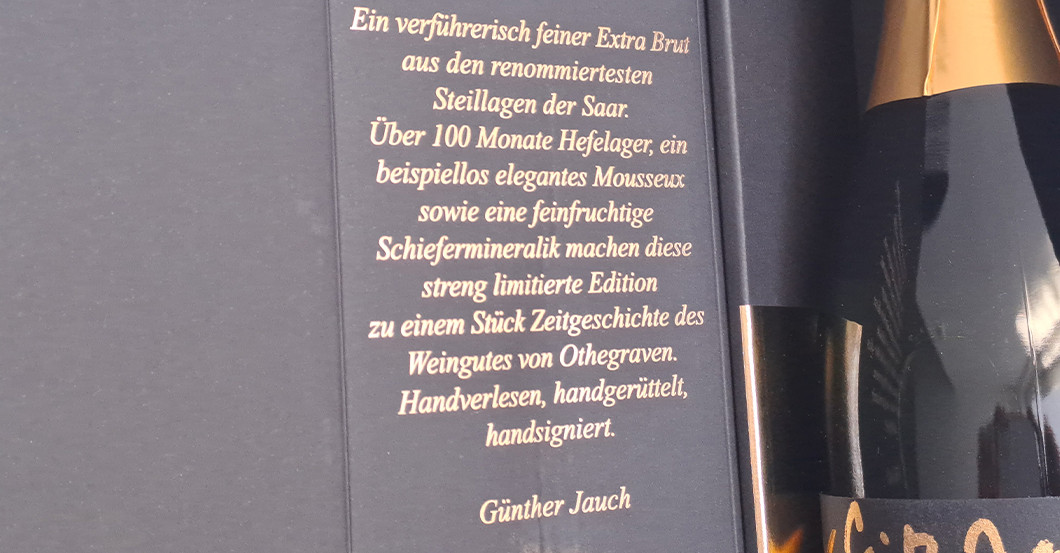 Ein verführerisch feiner Extra Brut
aus den renommiertesten
Steillagen der Saar.
Über 100 Monate Hefelager, ein
beispiellos elegantes Mousseux
sowie eine feinfruchtige
Schiefermineralik machen diese
streng limitierte Edition
zu einem Stück Zeitgeschichte des
Weingutes von Othegraven.
Handverlesen, handgerüttelt,
handsigniert.
Günther Jauch